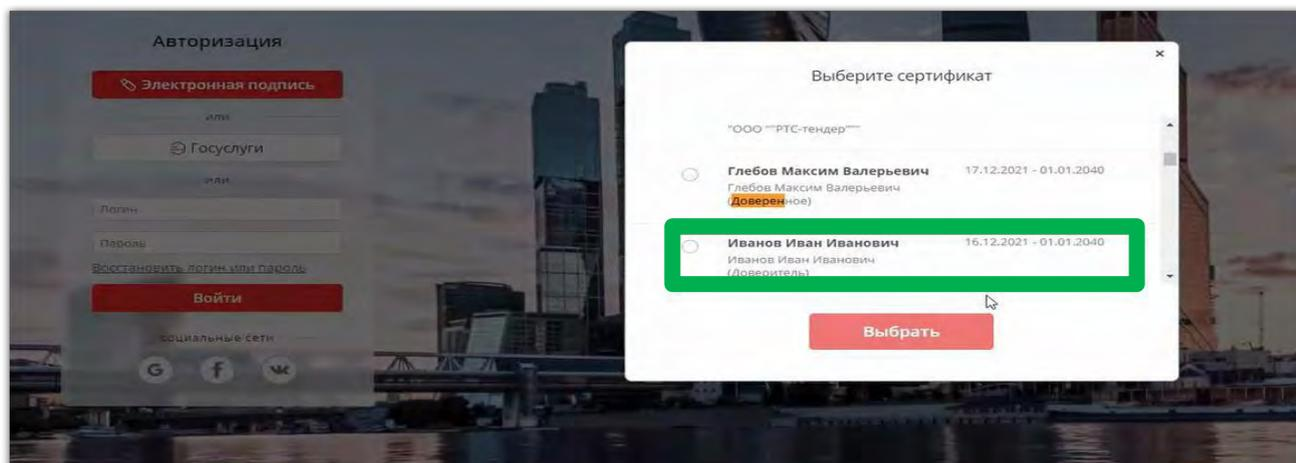 Авторизация
Электронная подпись
или
Госуслуги
или
Логин
Пароль
Восстановить логин или пароль
Войти
социальные сети
G f
Выберите сертификат
"ООО ""РТС-тендер"""
Глебов Максим Валерьевич 17.12.2021 - 01.01.2040
Глебов Максим Валерьевич
(Доверенное)
Иванов Иван Иванович 16.12.2021 - 01.01.2040
Иванов Иван Иванович
(Доверитель)
Выбрать